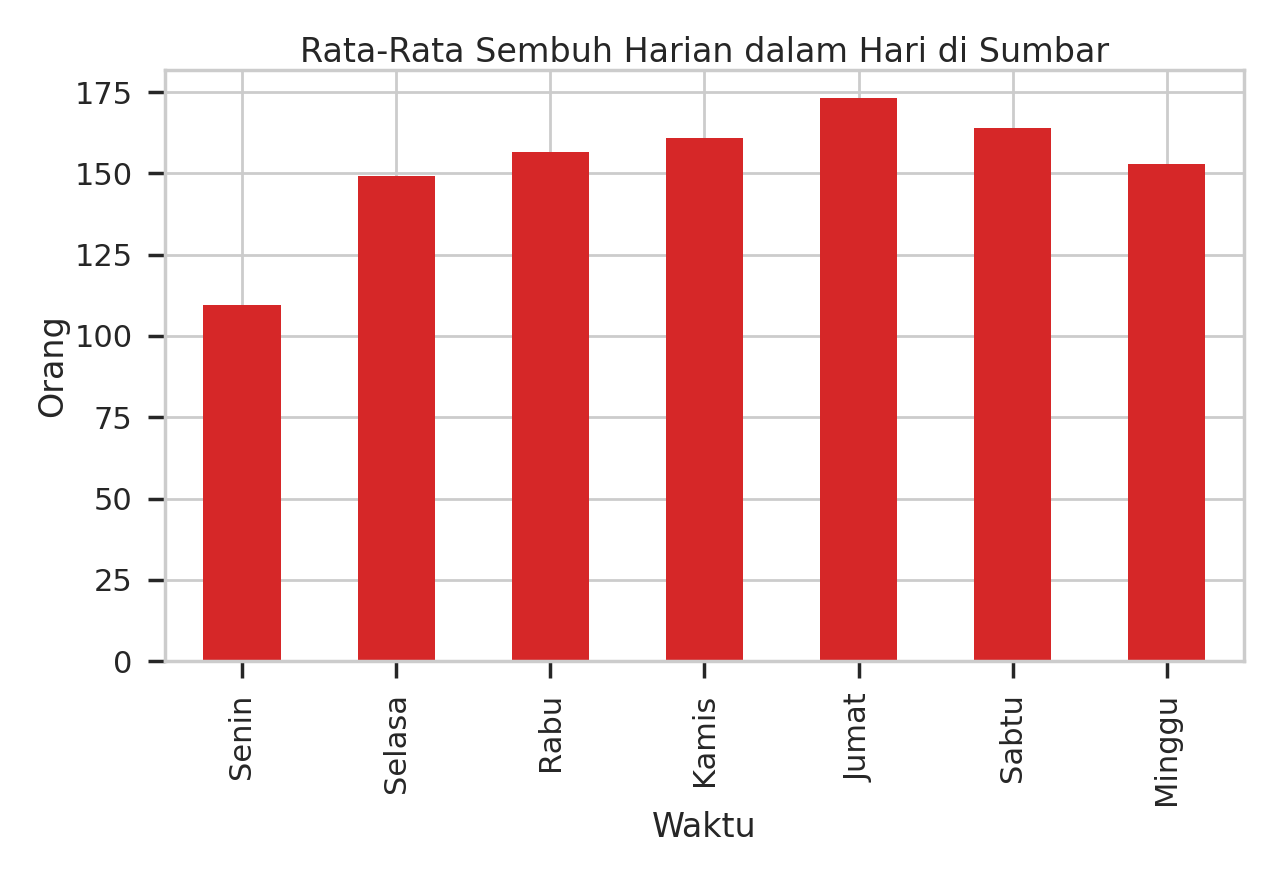 Rata-Rata Sembuh Harian dalam Hari di Sumbar
175
150
125
100
75
50
25
0
Orang
Senin
Selasa
Rabu
Kamis
Jumat
Sabtu
Minggu
Waktu